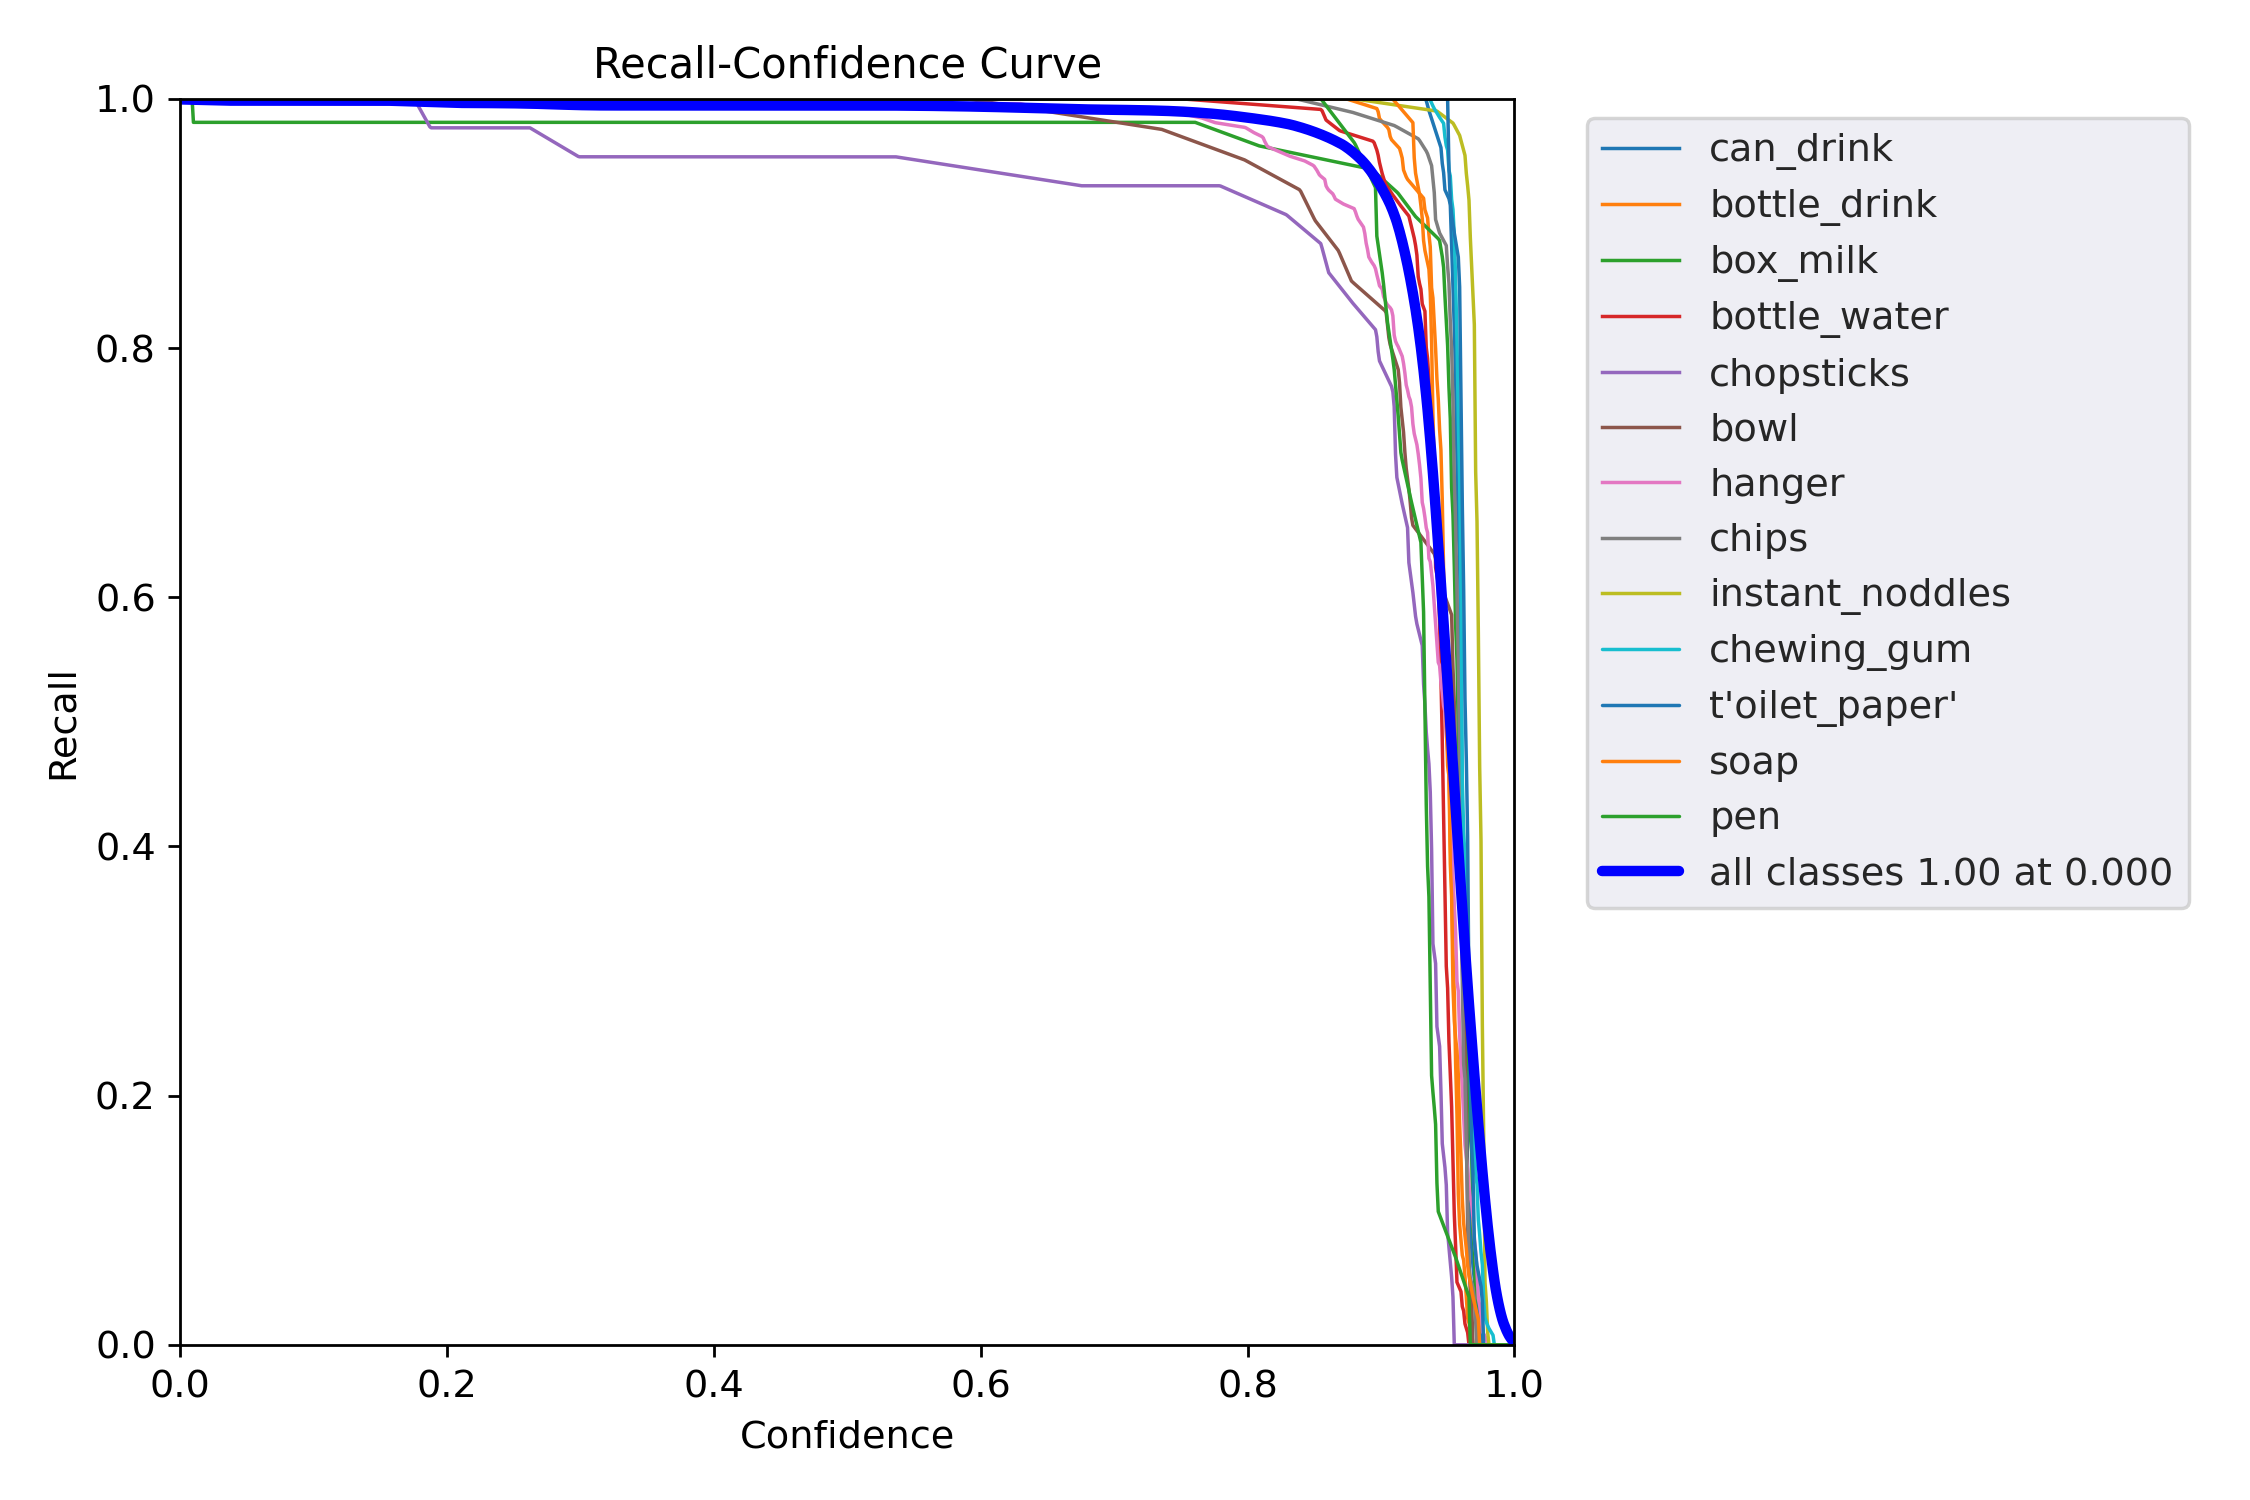 Recall-Confidence Curve
1.0
0.8
0.6
0.4
0.2
0.0
Recall
0.0 0.2 0.4 0.6 0.8 1.0
Confidence
can_drink
bottle_drink
box_milk
bottle_water
chopsticks
bowl
hanger
chips
instant_noddles
chewing_gum
t'oilet_paper'
soap
pen
all classes 1.00 at 0.000